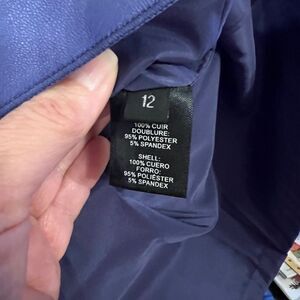 12
100% CUIR
DOUBLURE:
95% POLYESTER
5% SPANDEX
SHELL:
100% CUERO
FORRO:
95% POLIÉSTER
5% SPANDEX